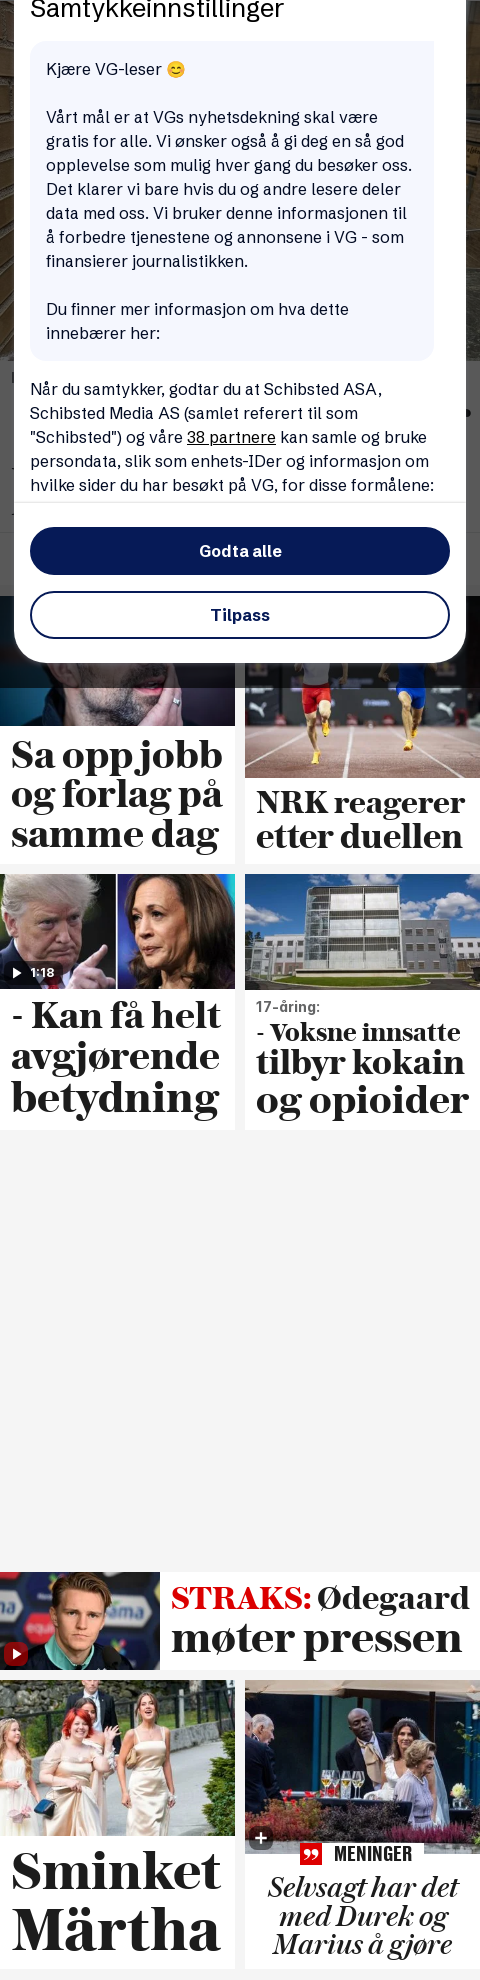 Samtykkeinnstillinger
Kjære VG-leser 😊
Vårt mål er at VGs nyhetsdekning skal være
gratis for alle. Vi ønsker også å gi deg en så god
opplevelse som mulig hver gang du besøker oss.
Det klarer vi bare hvis du og andre lesere deler
data med oss. Vi bruker denne informasjonen til
å forbedre tjenestene og annonsene i VG - som
finansierer journalistikken.
Du finner mer informasjon om hva dette
innebærer her:
Når du samtykker, godtar du at Schibsted ASA,
Schibsted Media AS (samlet referert til som
"Schibsted") og våre 38 partnere kan samle og bruke
persondata, slik som enhets-IDer og informasjon om
hvilke sider du har besøkt på VG, for disse formålene:
Godta alle
Tilpass
Sa opp jobb
og forlag på
samme dag
NRK reagerer
etter duellen
1:18
- Kan få helt
avgjørende
betydning
17-åring:
- Voksne innsatte
tilbyr kokain
og opioider
STRAKS: Ødegaard
møter pressen
Sminket
Märtha
MENINGER
Selvsagt har det
med Durek og
Marius å gjøre